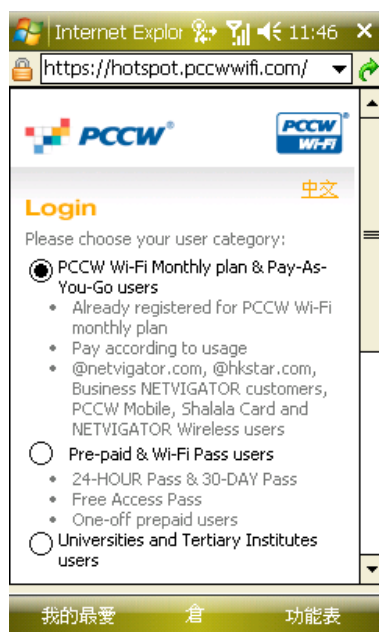 Internet Explor 11:46
https://hotspot.pccwwifi.com/
PCCW®
PCCW®
Wi-Fi
中文
Login
Please choose your user category:
PCCW Wi-Fi Monthly plan & Pay-As-
You-Go users
• Already registered for PCCW Wi-Fi
monthly plan
• Pay according to usage
• @netvigator.com, @hkstar.com,
Business NETVIGATOR customers,
PCCW Mobile, Shalala Card and
NETVIGATOR Wireless users
Pre-paid & Wi-Fi Pass users
• 24-HOUR Pass & 30-DAY Pass
• Free Access Pass
• One-off prepaid users
Universities and Tertiary Institutes
users
我的最愛 倉 功能表